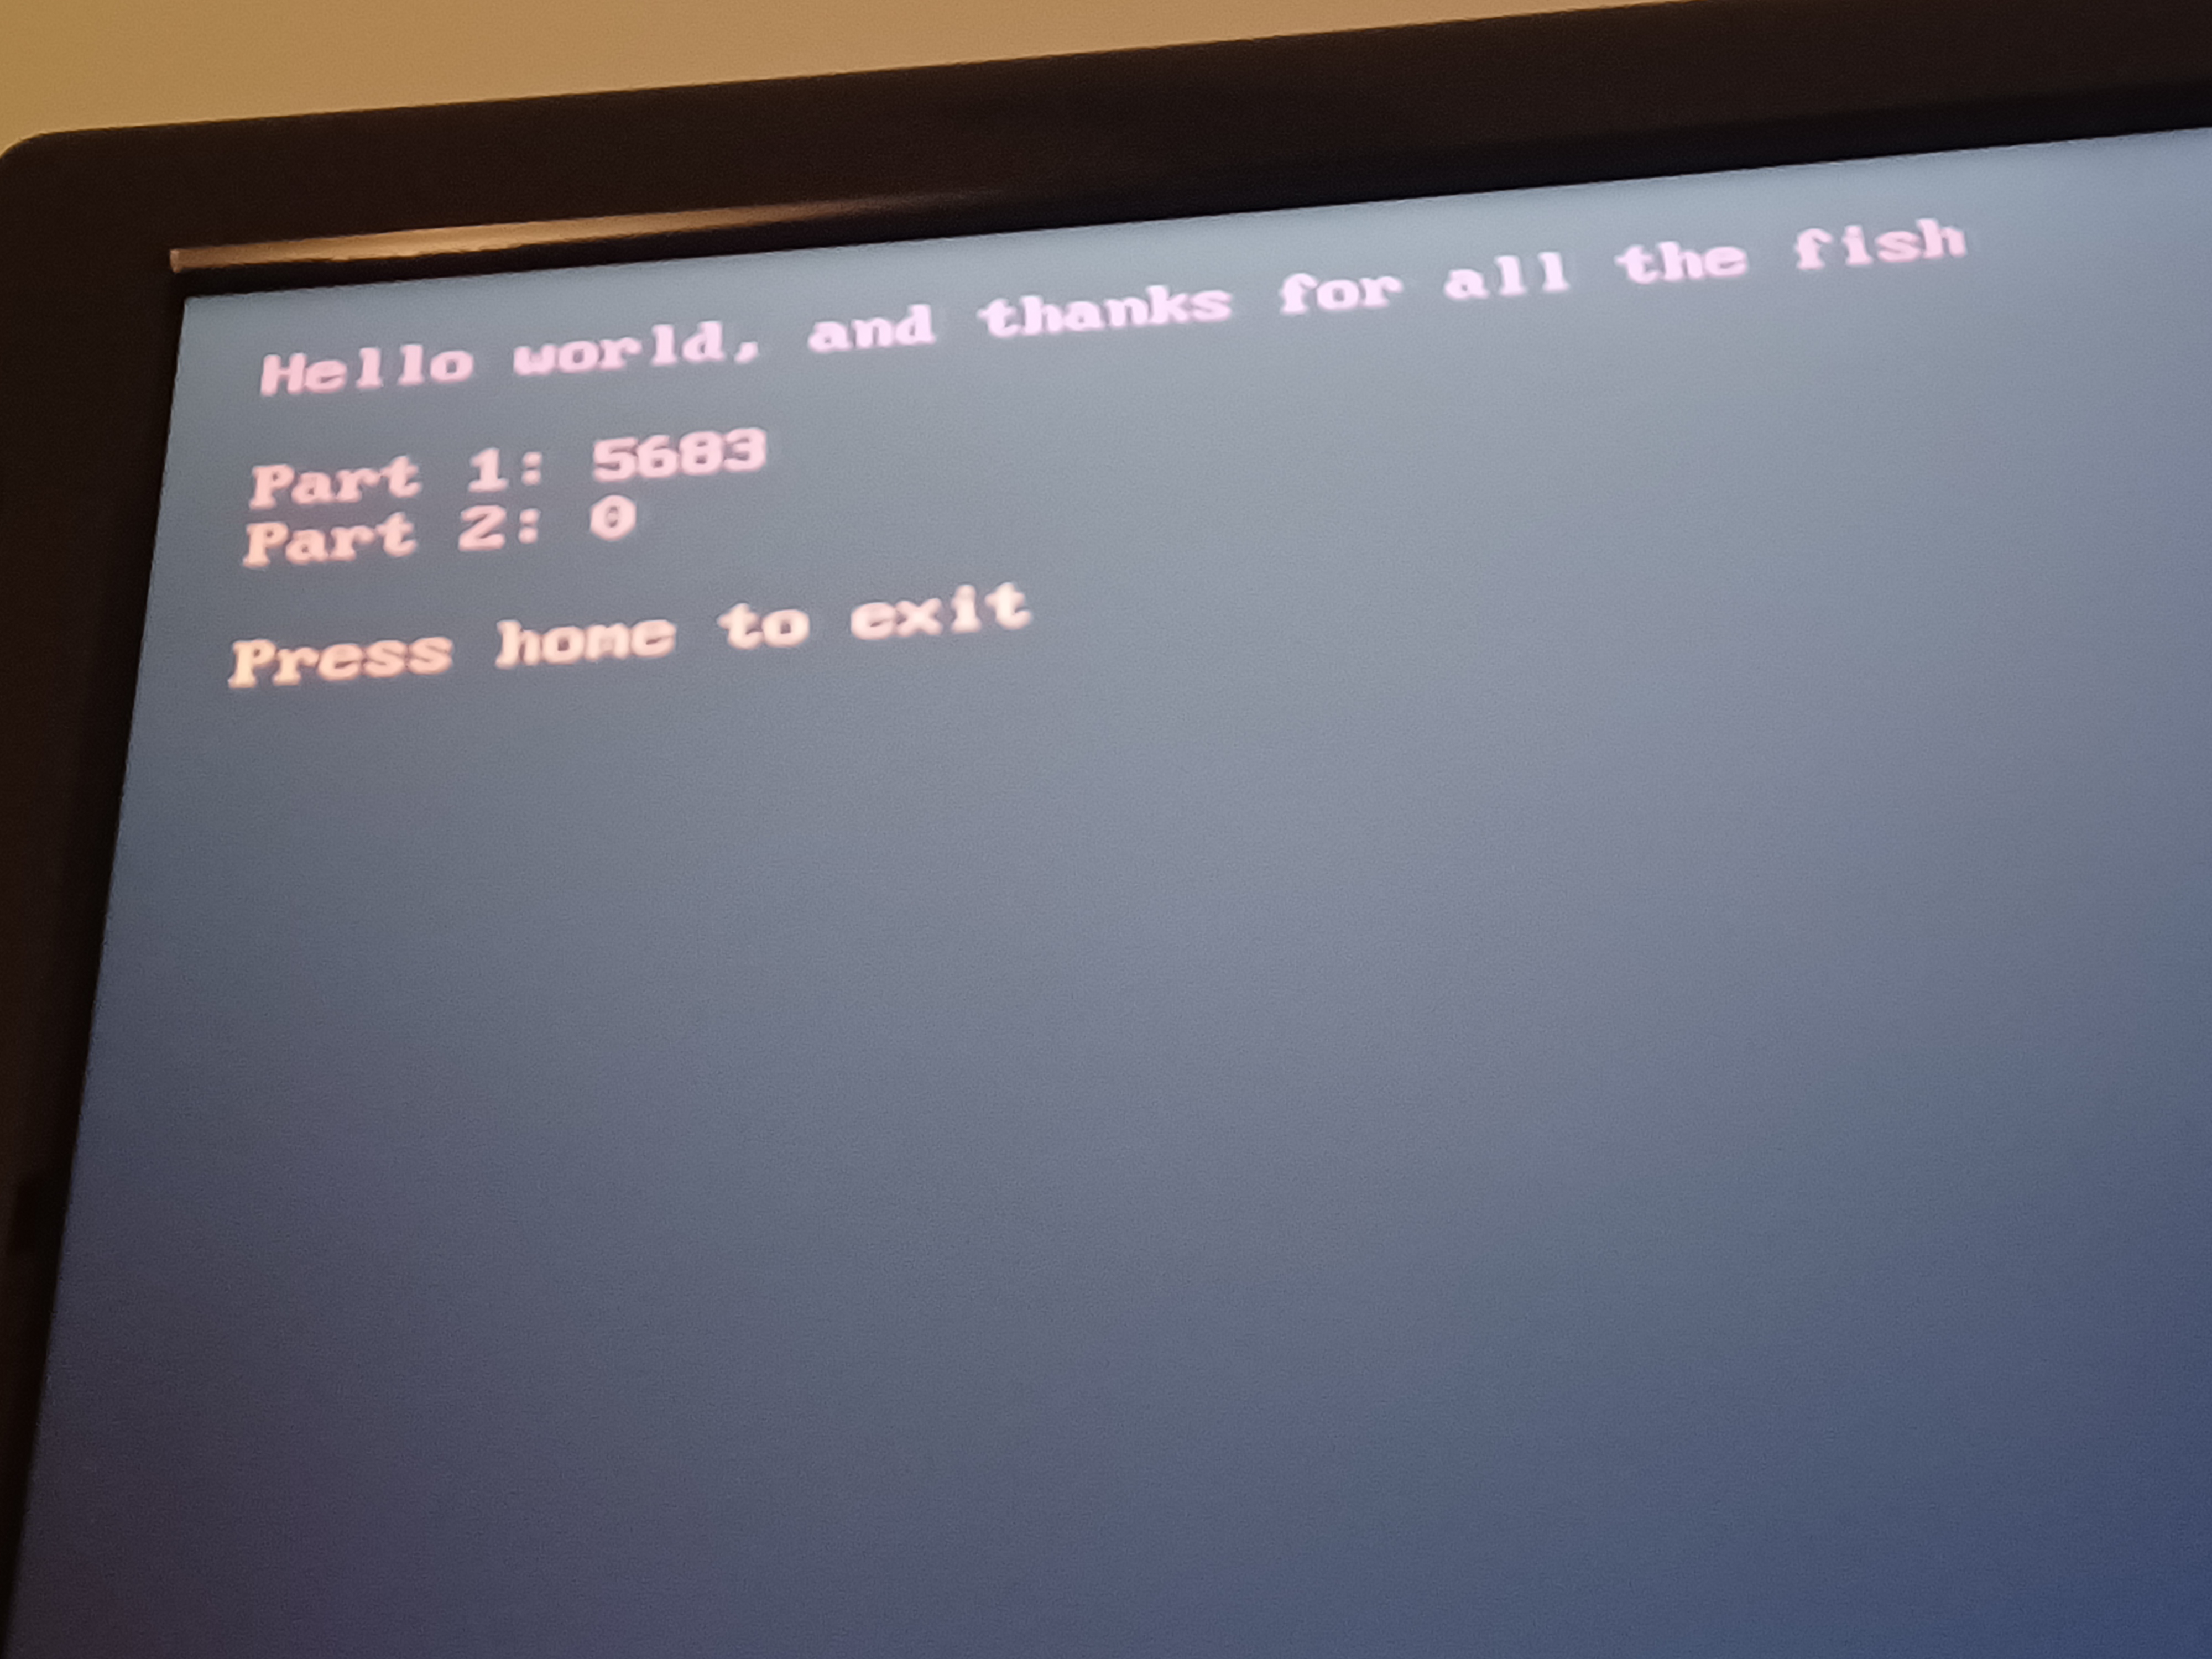 Hello world, and thanks for all the fish
Part 1: 5683
Part 2: 0
Press home to exit